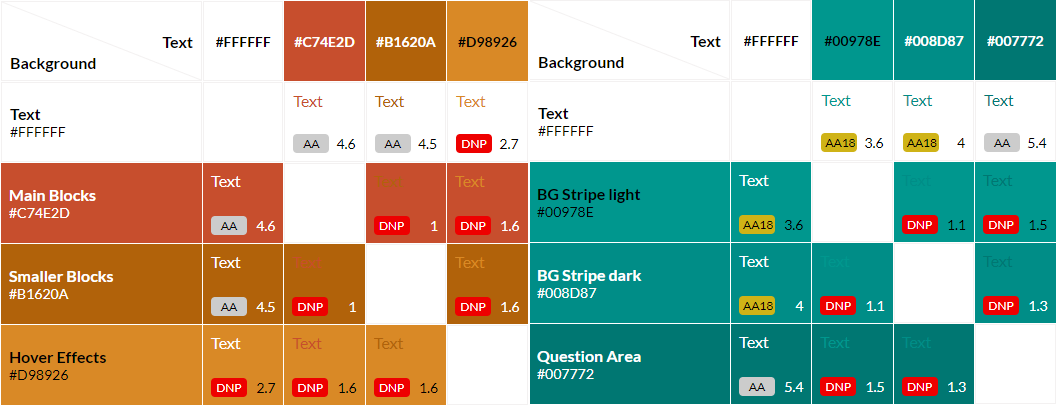 Text #FFFFFF #C74E2D #B1620A #D98926
Background
Text
#FFFFFF
Text Text Text
AA 4.6 AA 4.5 DNP 2.7
Main Blocks
#C74E2D
Text Text Text
AA 4.6 DNP 1 DNP 1.6
Smaller Blocks
#B1620A
Text Text Text
AA 4.5 DNP 1 DNP 1.6
Hover Effects
#D98926
Text Text Text
DNP 2.7 DNP 1.6 DNP 1.6
Text #FFFFFF #00978E #008D87 #007772
Background
Text
#FFFFFF
Text Text Text
AA18 3.6 AA18 4 AA 5.4
BG Stripe light
#00978E
Text Text Text
AA18 3.6 DNP 1.1 DNP 1.5
BG Stripe dark
#008D87
Text Text Text
AA18 4 DNP 1.1 DNP 1.3
Question Area
#007772
Text Text Text
AA 5.4 DNP 1.5 DNP 1.3